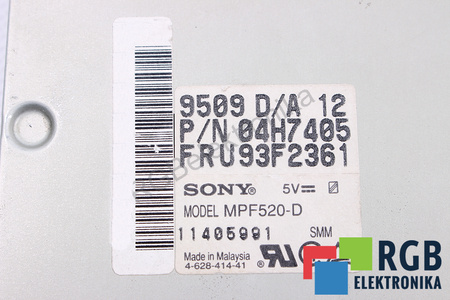 9509 D/A 12
P/N 04H7405
FRU93F2361
SONY 5V
MODEL MPF520-D
11405991 SMM
Made in Malaysia
4-628-414-41
RGB
ELEKTRONIKA